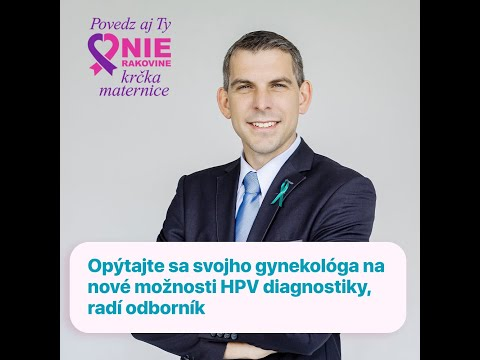 Povedz aj Ty
NIE
RAKOVINE
krčka
maternice
Opýtajte sa svojho gynekológa na
nové možnosti HPV diagnostiky,
radí odborník